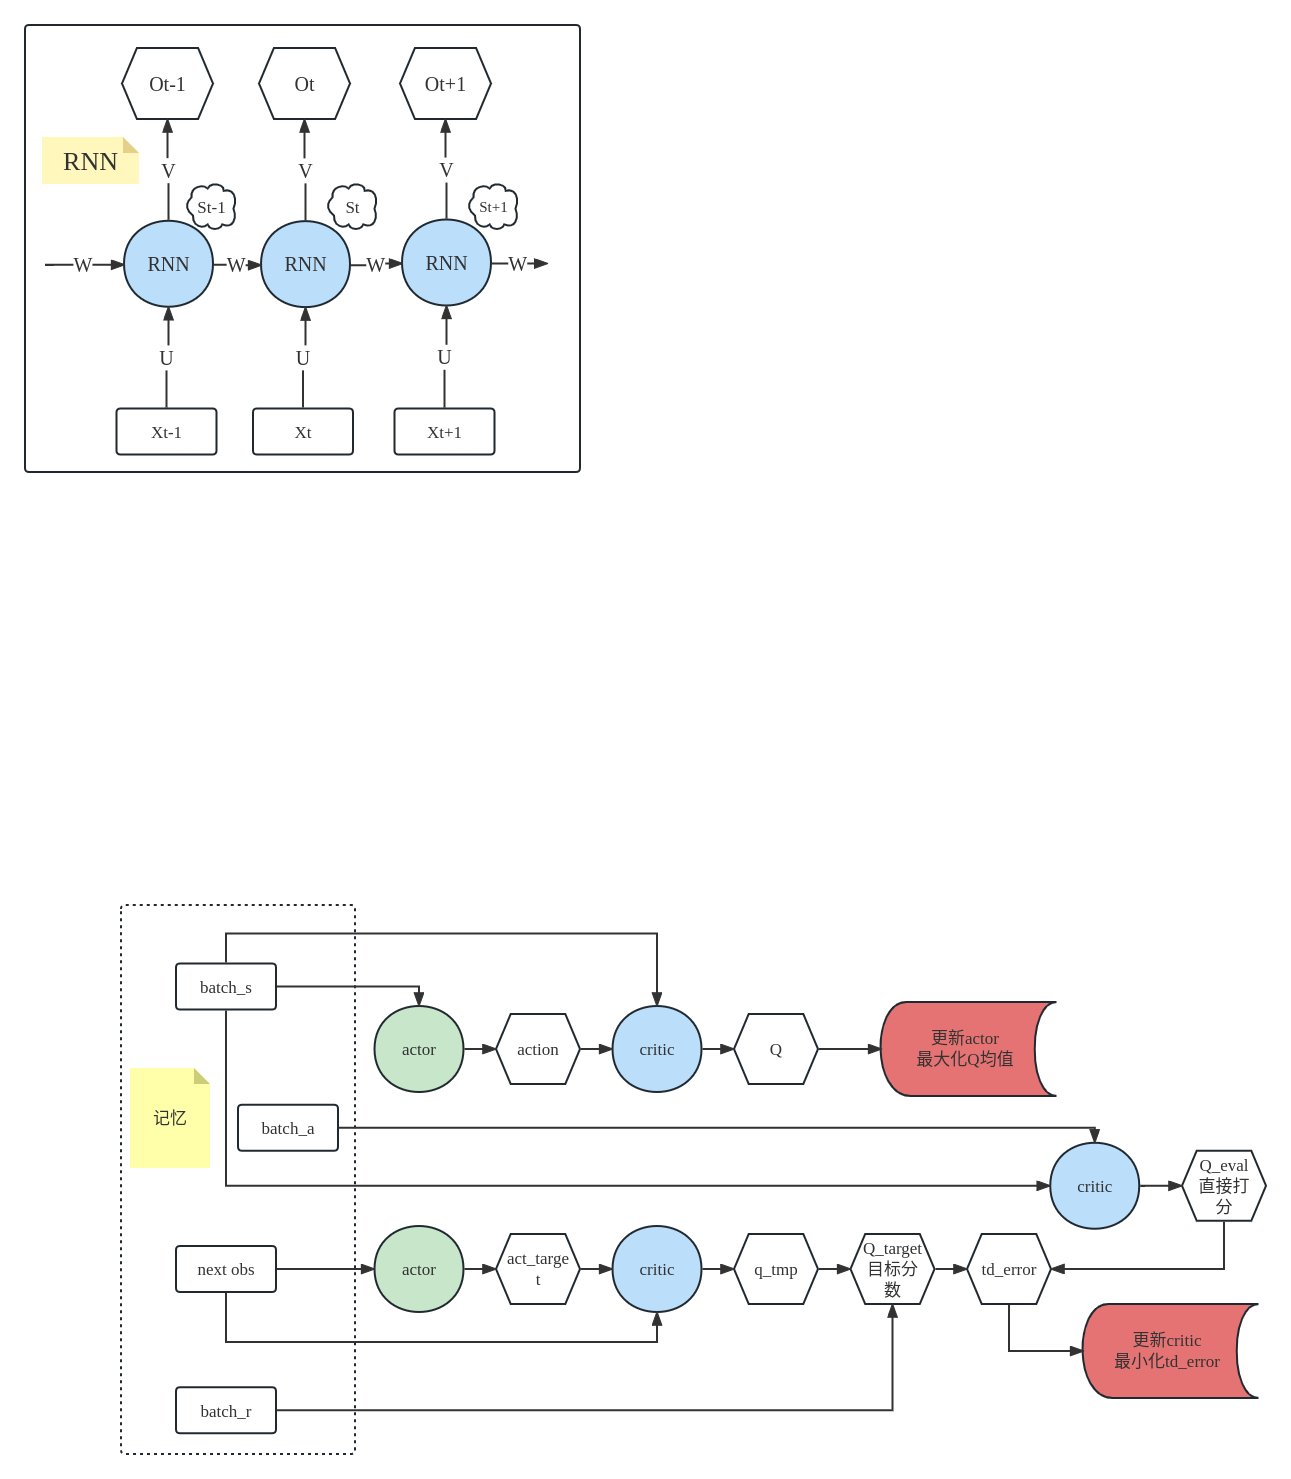 Ot-1
Ot
Ot+1
RNN
V
V
V
St-1
St
St+1
W
RNN
W
RNN
W
RNN
W
U
U
U
Xt-1
Xt
Xt+1
batch_s
actor
action
critic
Q
更新actor
最大化Q均值
记忆
batch_a
critic
Q_eval
直接打
分
next obs
actor
act_targe
t
critic
q_tmp
Q_target
目标分
数
td_error
更新critic
最小化td_error
batch_r